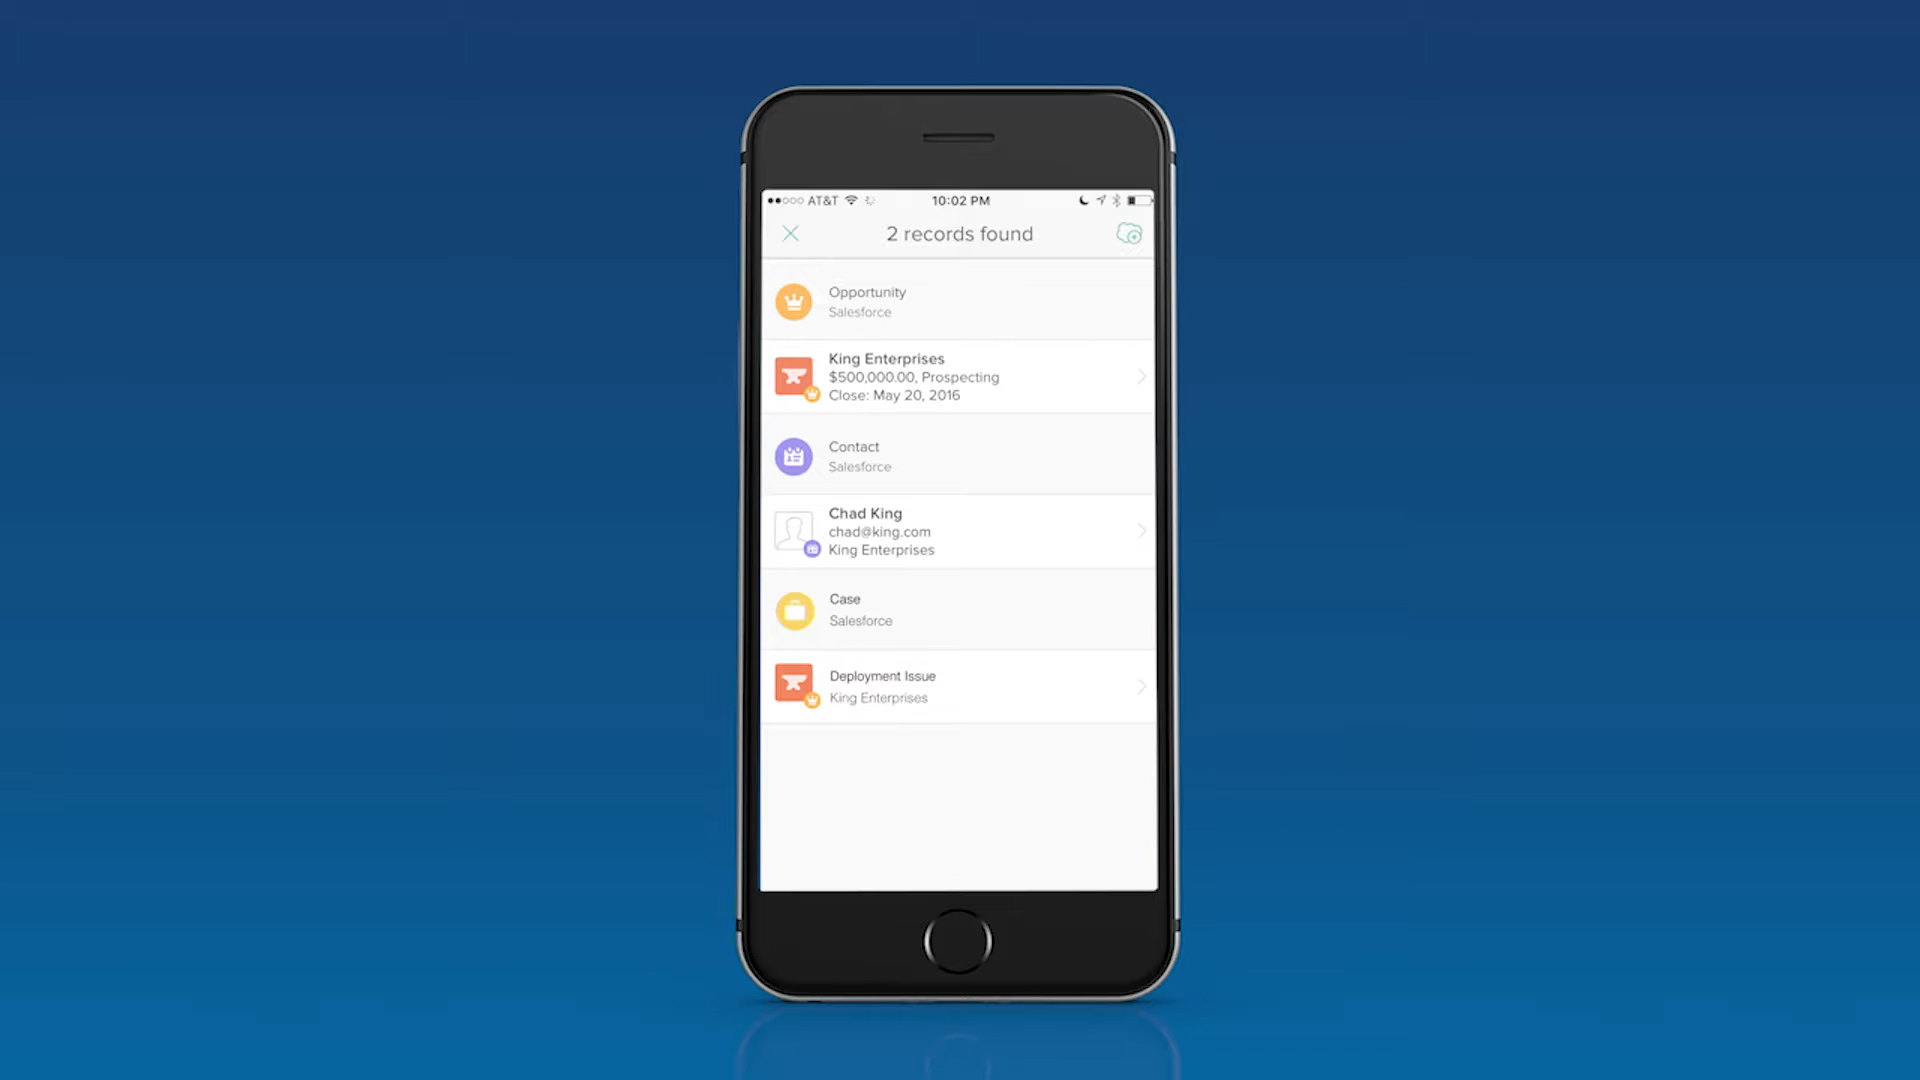 AT&T 10:02 PM
2 records found
Opportunity
Salesforce
King Enterprises
$500,000.00, Prospecting
Close: May 20, 2016
Contact
Salesforce
Chad King
chad@king.com
King Enterprises
Case
Salesforce
Deployment Issue
King Enterprises